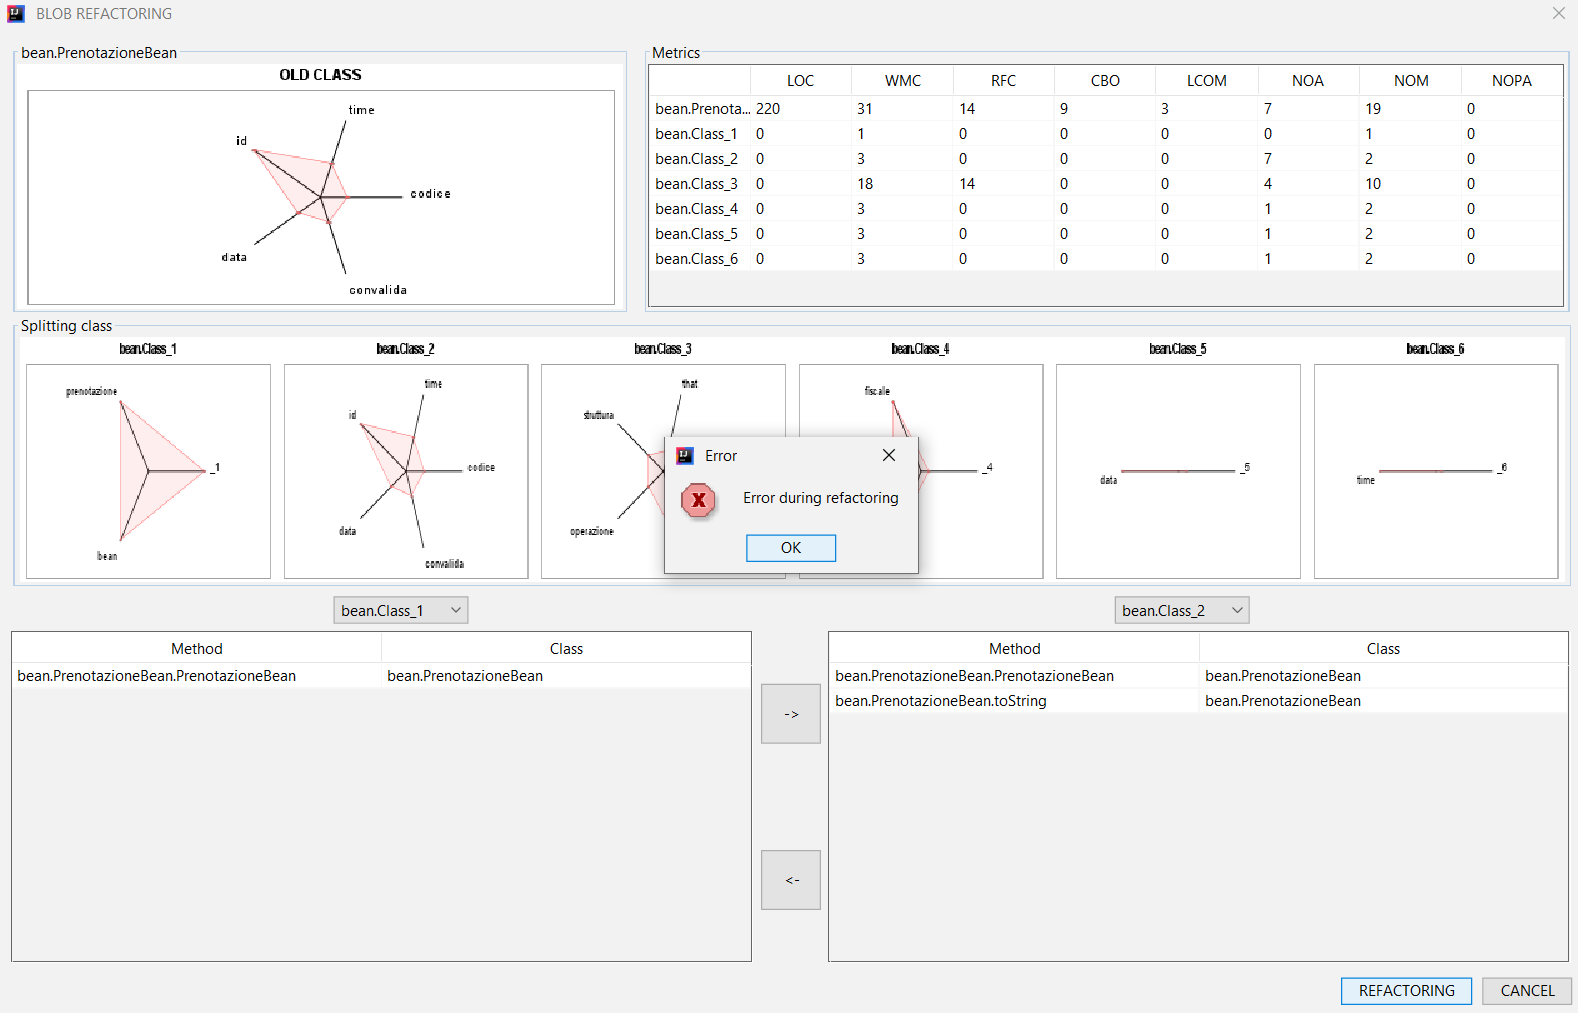 BLOB REFACTORING
bean.PrenotazioneBean
OLD CLASS
time
id
codice
data
convalida
Metrics
LOC WMC RFC CBO LCOM NOA NOM NOPA
bean.Prenota... 220 31 14 9 3 7 19 0
bean.Class_1 0 1 0 0 0 0 1 0
bean.Class_2 0 3 0 0 0 7 2 0
bean.Class_3 0 18 14 0 0 4 10 0
bean.Class_4 0 3 0 0 0 1 2 0
bean.Class_5 0 3 0 0 0 1 2 0
bean.Class_6 0 3 0 0 0 1 2 0
Splitting class
bean.Class_1
prenotazione
_1
bean
bean.Class_2
time
id
codice
data
convalida
bean.Class_3
that
struttura
operazione
bean.Class_4
fiscale
_4
bean.Class_5
data
_5
bean.Class_6
time
_6
Error
X
Error during refactoring
OK
bean.Class_1
Method Class
bean.PrenotazioneBean.PrenotazioneBean bean.PrenotazioneBean
->
<-
bean.Class_2
Method Class
bean.PrenotazioneBean.PrenotazioneBean bean.PrenotazioneBean
bean.PrenotazioneBean.toString bean.PrenotazioneBean
REFACTORING CANCEL